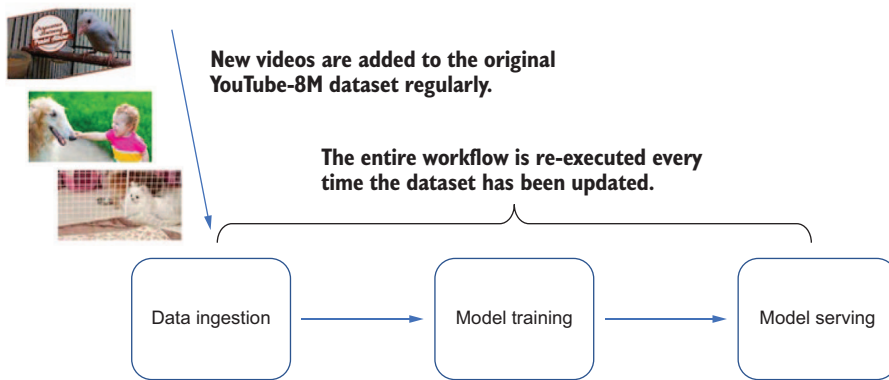 New videos are added to the original
YouTube-8M dataset regularly.
The entire workflow is re-executed every
time the dataset has been updated.
Data ingestion
Model training
Model serving